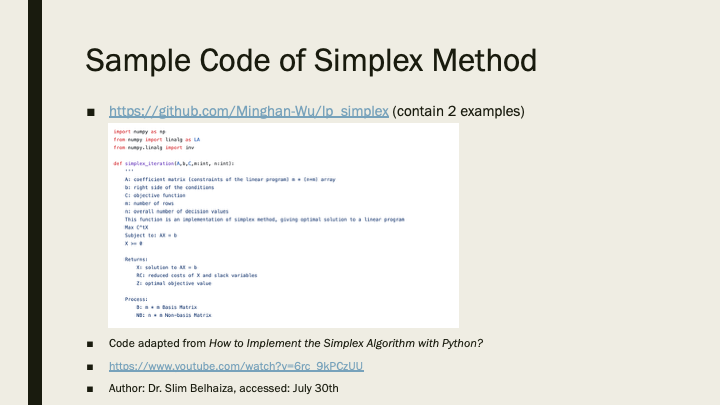 Sample Code of Simplex Method
▪ https://github.com/Minghan-Wu/lp_simplex (contain 2 examples)
import numpy as np
from numpy import linalg as LA
from numpy.linalg import inv
def simplex_iteration(A,b,C,m:int, n:int):
'''
A: coefficient matrix (constraints of the linear program) m * (n+m) array
b: right side of the conditions
C: objective function
m: number of rows
n: overall number of decision values
This function is an implementation of simplex method, giving optimal solution to a linear program
Max C^tX
Subject to: AX = b
X >= 0
Returns:
X: solution to AX = b
RC: reduced costs of X and slack variables
Z: optimal objective value
Process:
B: m * m Basis Matrix
NB: n * m Non-basis Matrix
▪ Code adapted from How to Implement the Simplex Algorithm with Python?
▪ https://www.youtube.com/watch?v=6rc_9kPCzUU
▪ Author: Dr. Slim Belhaiza, accessed: July 30th